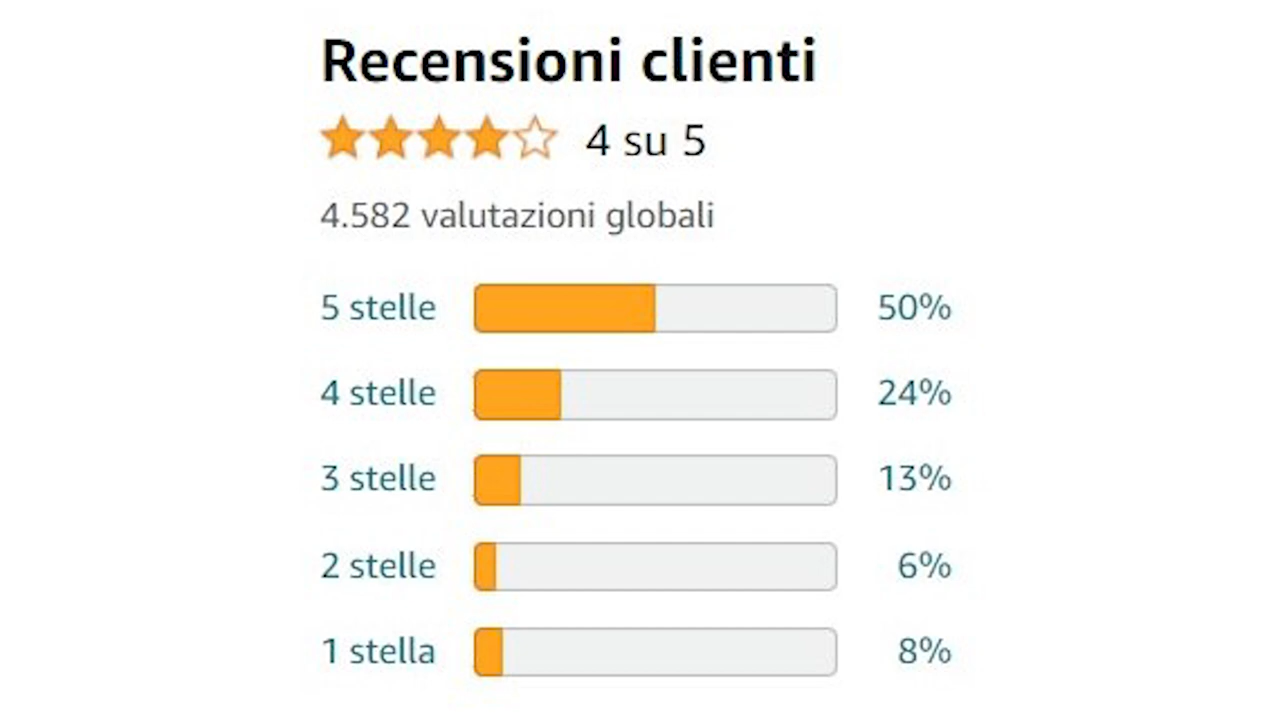 Recensioni clienti
4 su 5
4.582 valutazioni globali
5 stelle 50%
4 stelle 24%
3 stelle 13%
2 stelle 6%
1 stella 8%